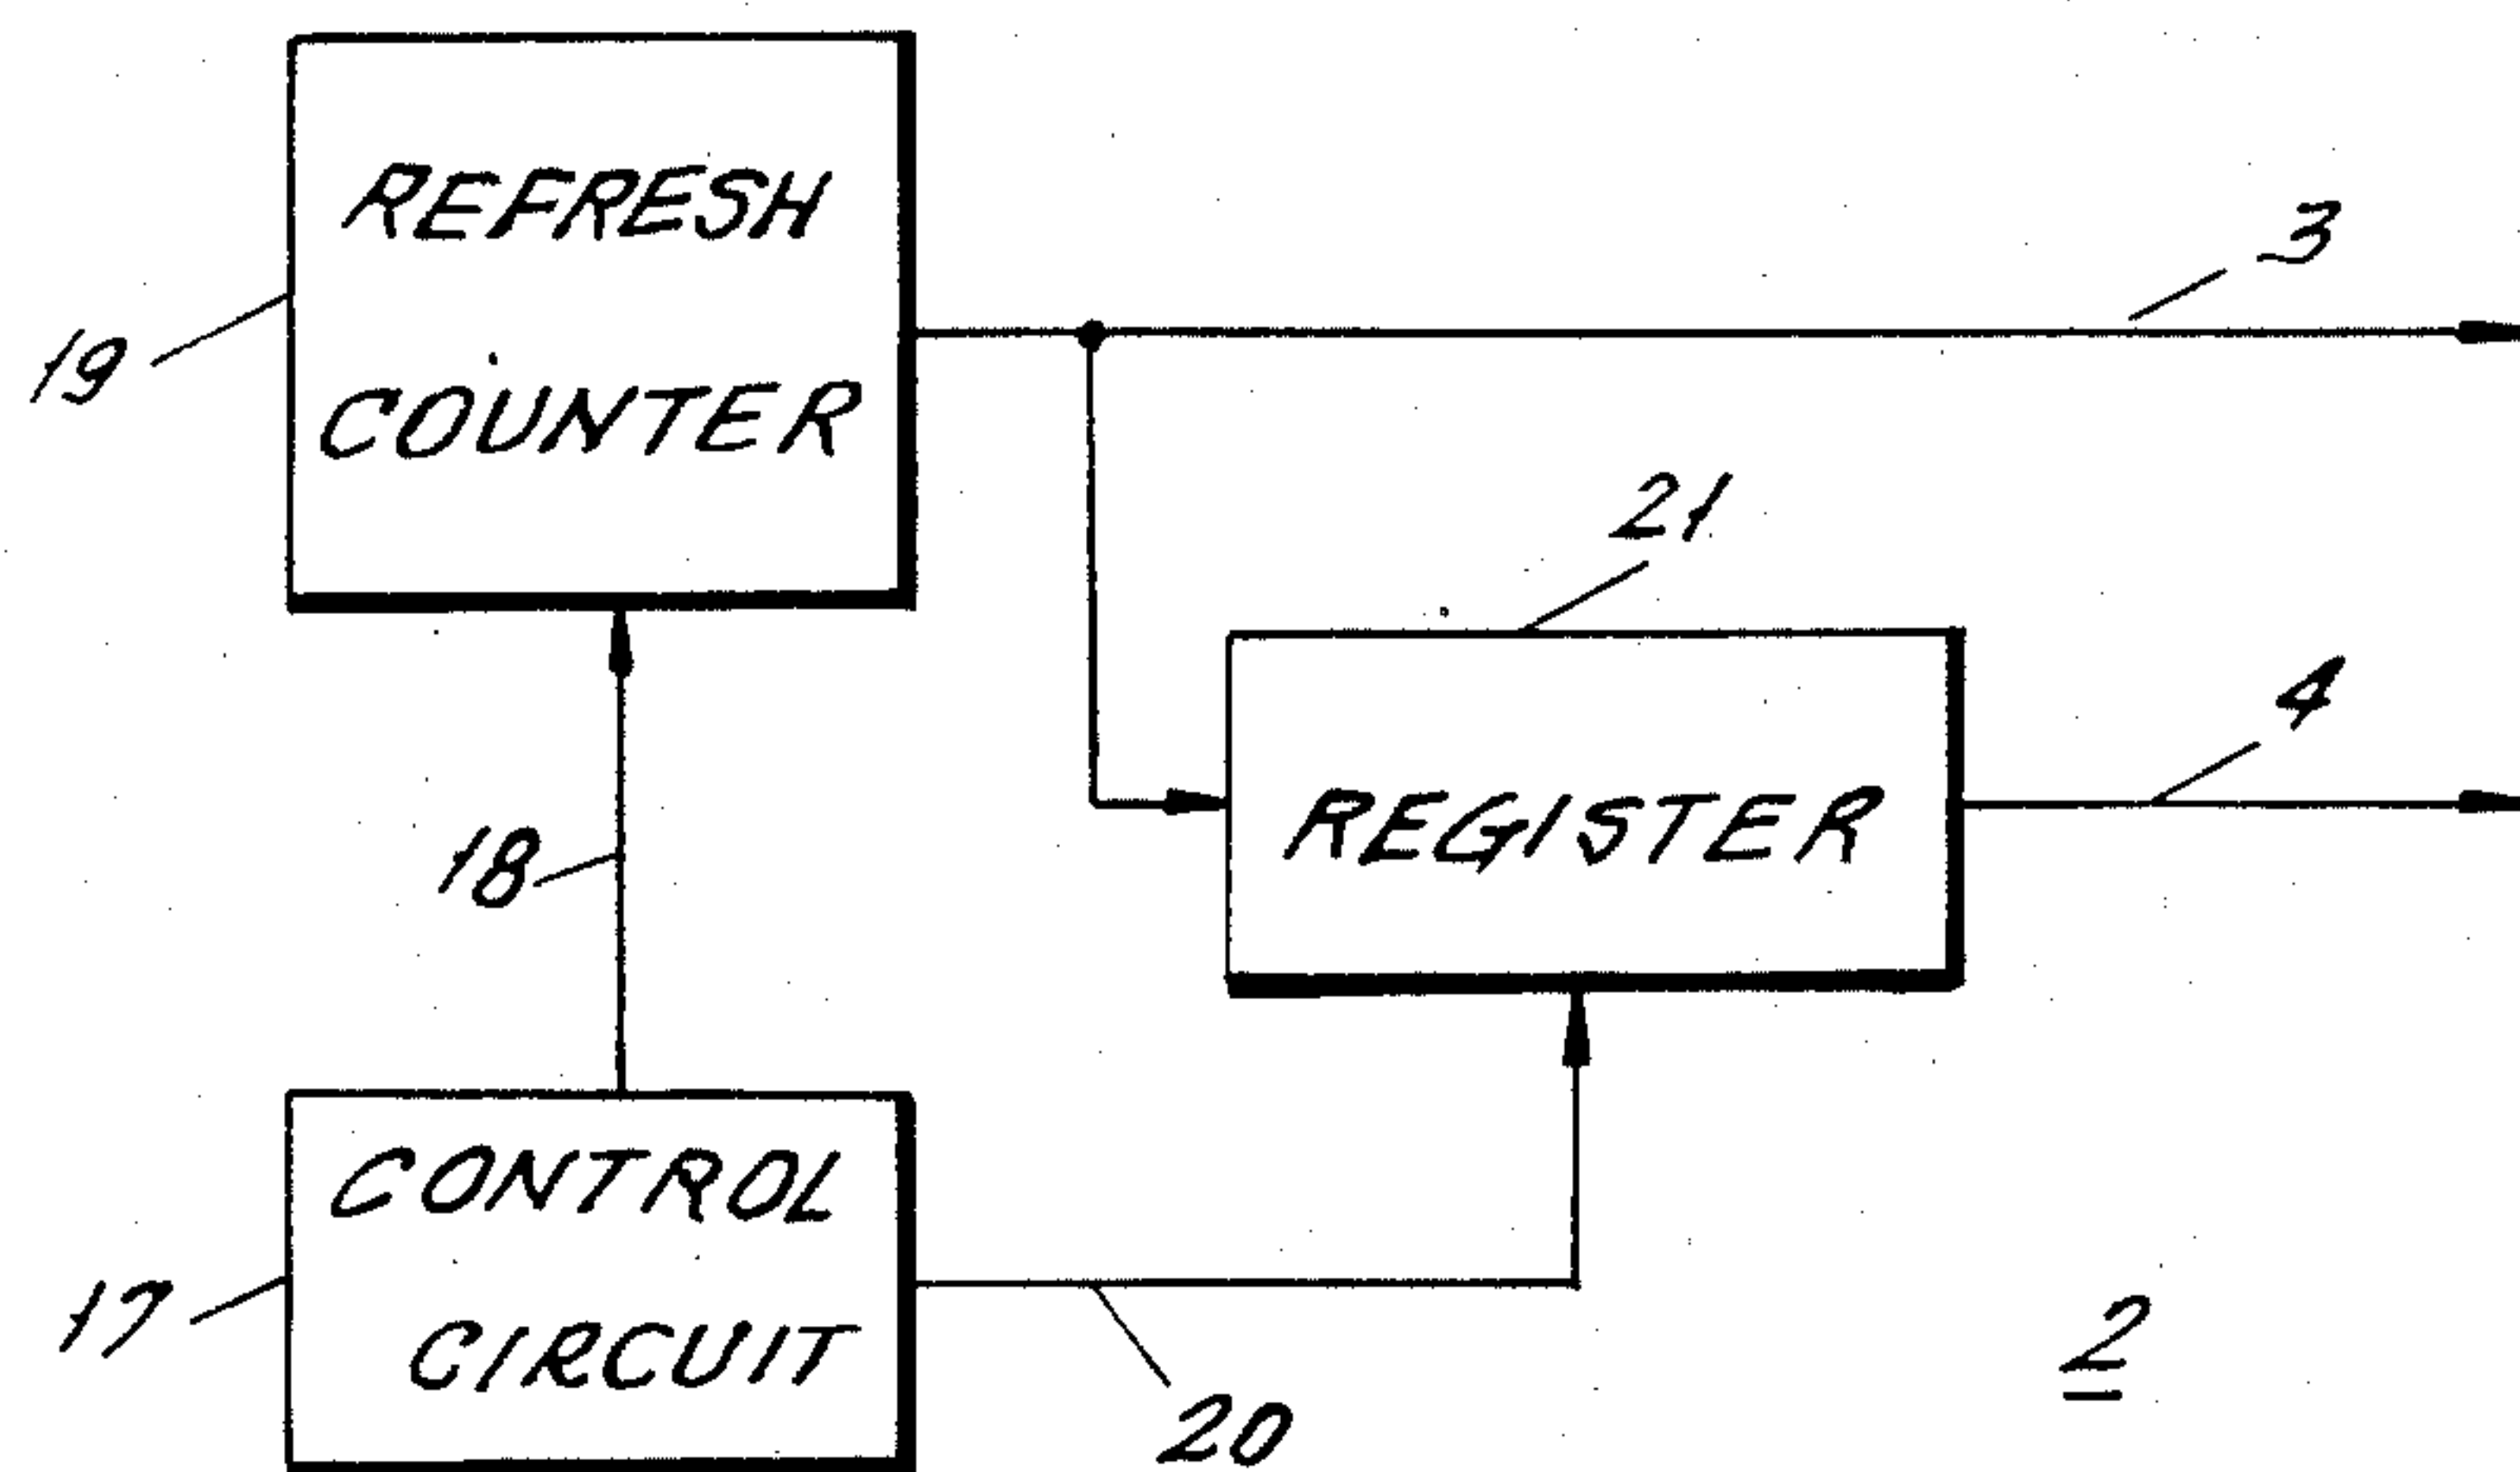 REFRESH
COUNTER
3
19
21
4
REGISTER
18
CONTROL
CIRCUIT
17
20
2